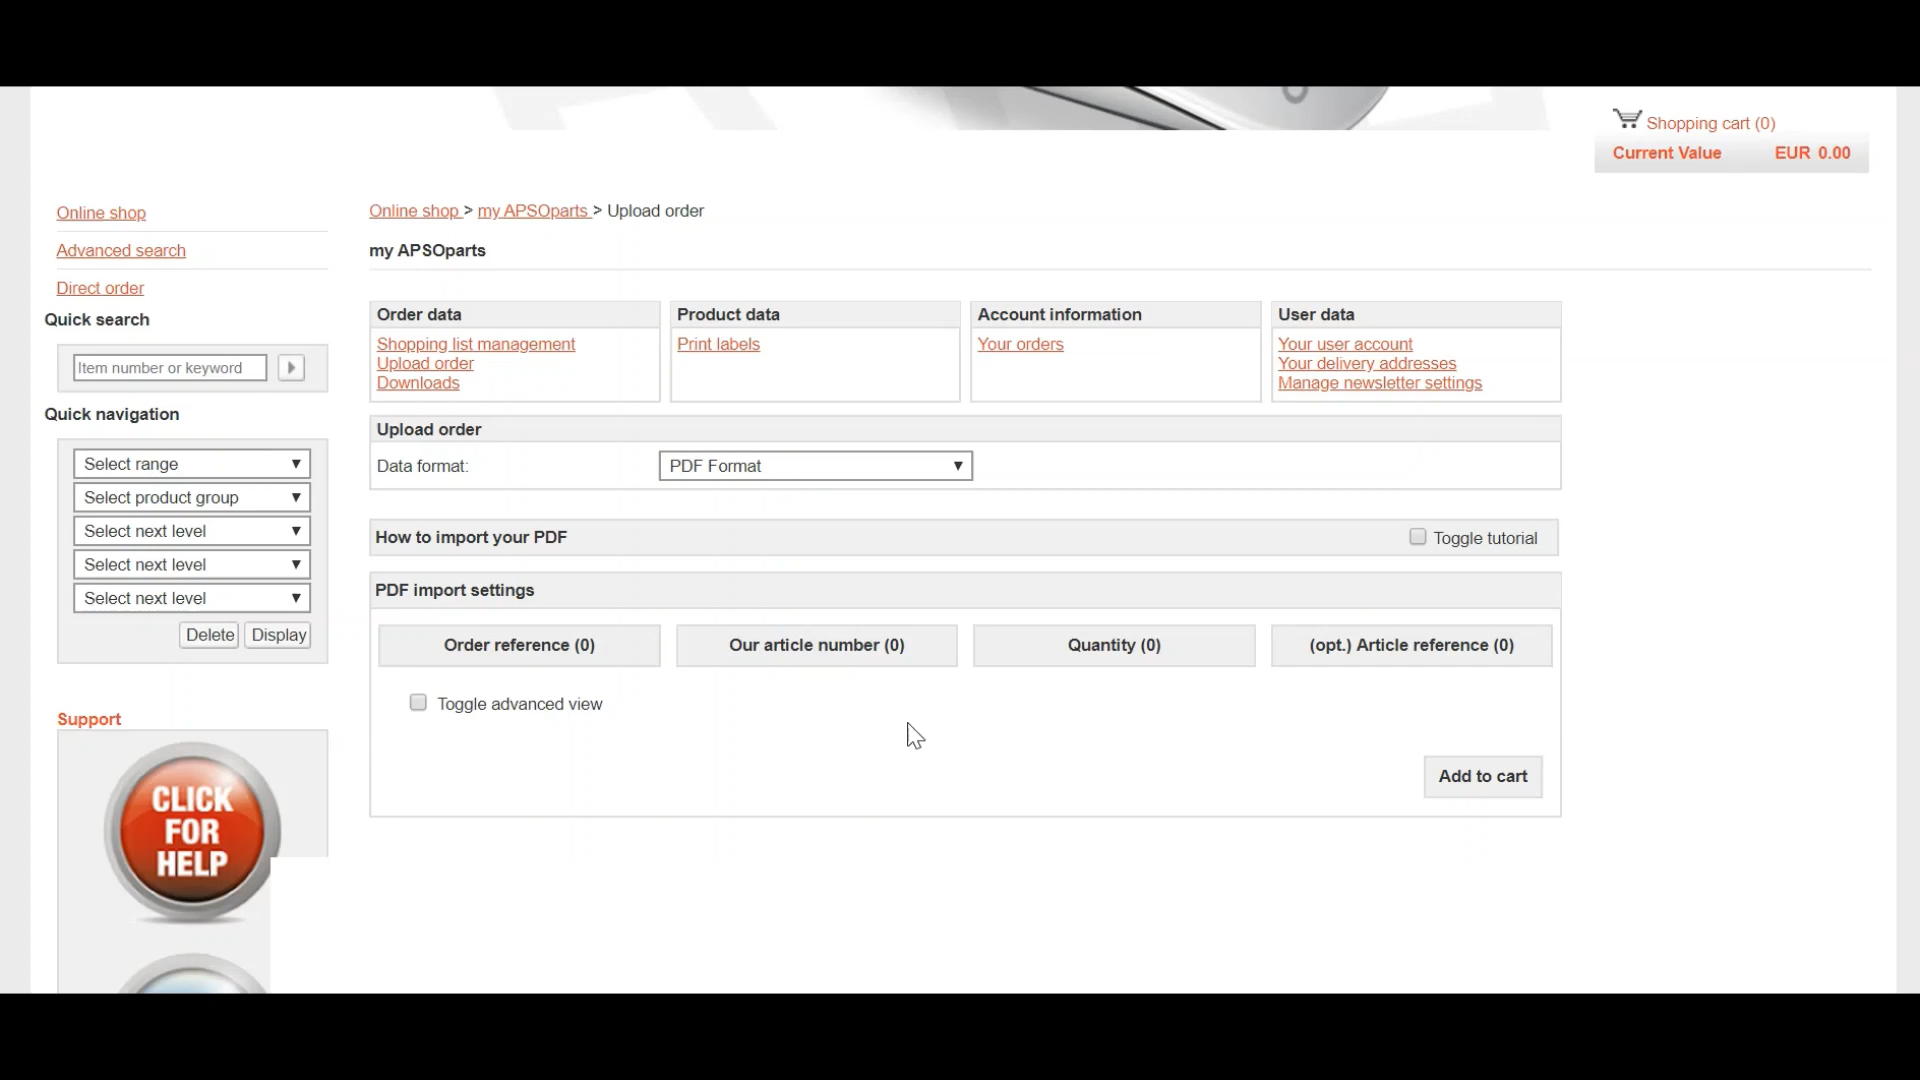 Shopping cart (0)
Current Value EUR 0.00
Online shop
Advanced search
Direct order
Quick search
Item number or keyword
Quick navigation
Select range
Select product group
Select next level
Select next level
Select next level
Delete Display
Support
CLICK
FOR
HELP
Online shop > my APSOparts > Upload order
my APSOparts
Order data
Shopping list management
Upload order
Downloads
Product data
Print labels
Account information
Your orders
User data
Your user account
Your delivery addresses
Manage newsletter settings
Upload order
Data format: PDF Format
How to import your PDF Toggle tutorial
PDF import settings
Order reference (0) Our article number (0) Quantity (0) (opt.) Article reference (0)
Toggle advanced view
Add to cart